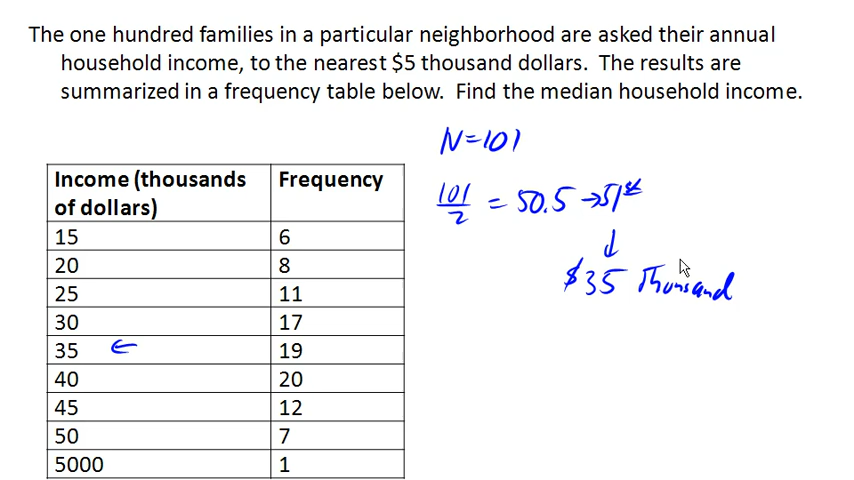 The one hundred families in a particular neighborhood are asked their annual
household income, to the nearest $5 thousand dollars. The results are
summarized in a frequency table below. Find the median household income.
N=101
101/2 = 50.5 → 51st
↓
$35 Thousand
Income (thousands of dollars) Frequency
15 6
20 8
25 11
30 17
35 ← 19
40 20
45 12
50 7
5000 1